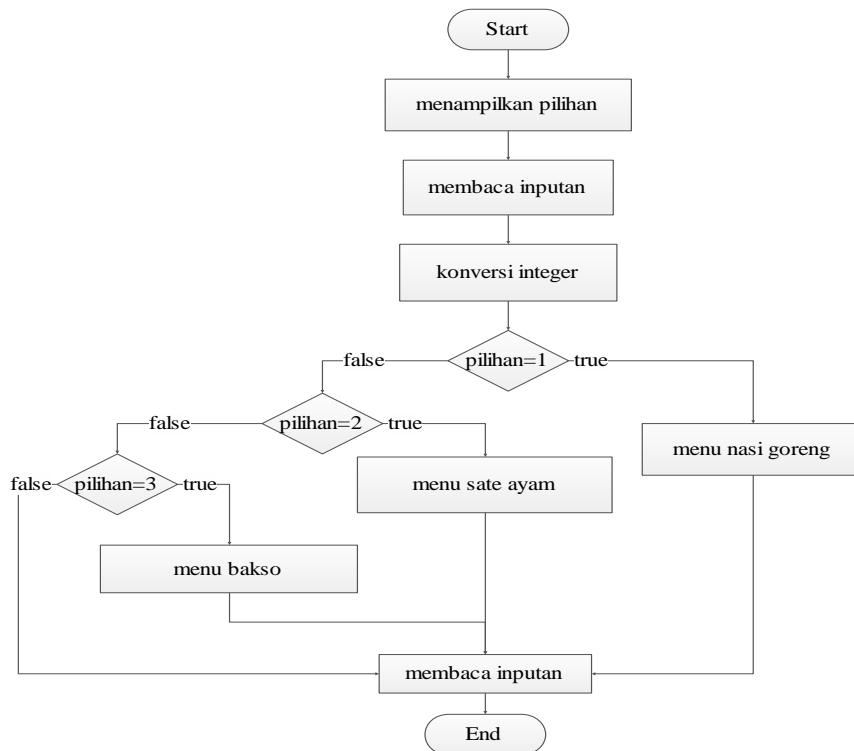 Start
menampilkan pilihan
membaca inputan
konversi integer
false
pilihan=1
true
false
pilihan=2
true
menu nasi goreng
false
pilihan=3
true
menu sate ayam
menu bakso
membaca inputan
End